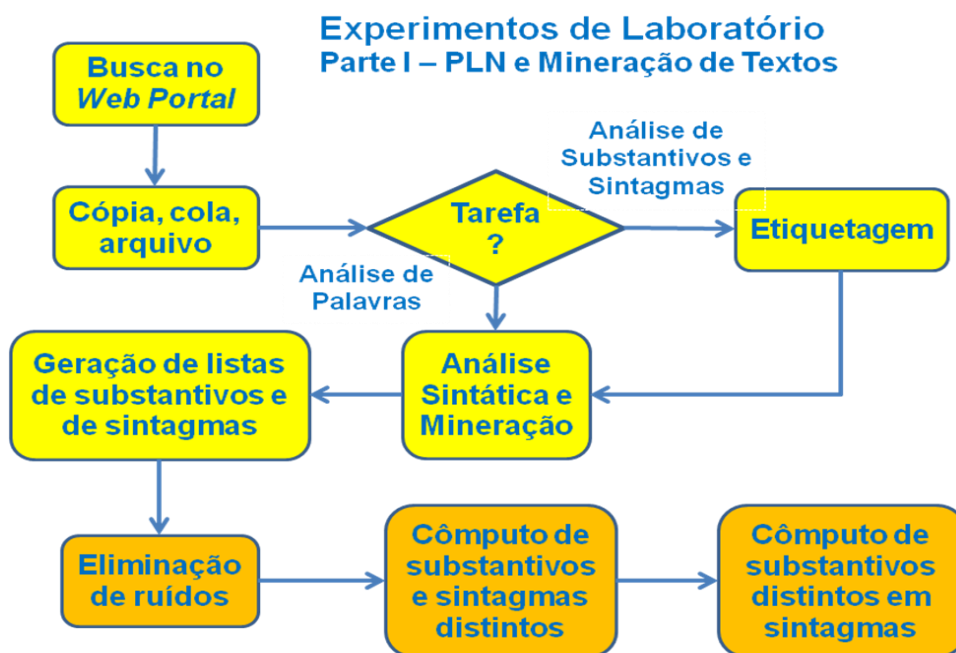 Experimentos de Laboratório
Parte I – PLN e Mineração de Textos
Busca no
Web Portal
Cópia, cola,
arquivo
Tarefa
?
Análise de
Substantivos e
Sintagmas
Etiquetagem
Análise de
Palavras
Análise
Sintática e
Mineração
Geração de listas
de substantivos e
de sintagmas
Eliminação
de ruídos
Cômputo de
substantivos
e sintagmas
distintos
Cômputo de
substantivos
distintos em
sintagmas